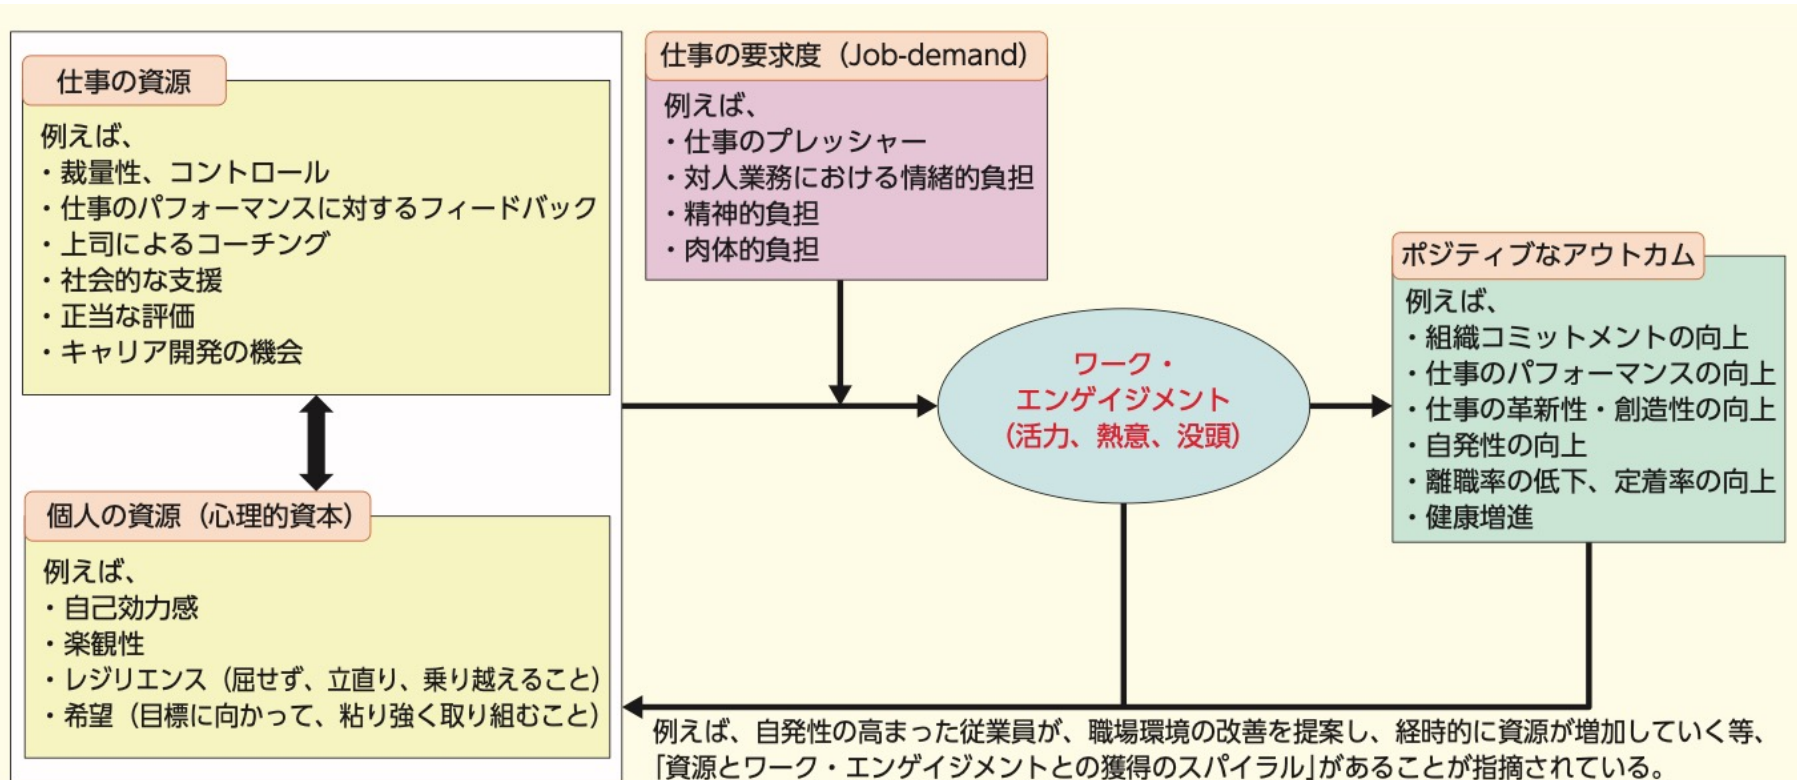 仕事の資源
例えば、
・裁量性、コントロール
・仕事のパフォーマンスに対するフィードバック
・上司によるコーチング
・社会的な支援
・正当な評価
・キャリア開発の機会
個人の資源（心理的資本）
例えば、
・自己効力感
・楽観性
・レジリエンス（屈せず、立直り、乗り越えること）
・希望（目標に向かって、粘り強く取り組むこと）
仕事の要求度（Job-demand）
例えば、
・仕事のプレッシャー
・対人業務における情緒的負担
・精神的負担
・肉体的負担
ワーク・
エンゲイジメント
（活力、熱意、没頭）
ポジティブなアウトカム
例えば、
・組織コミットメントの向上
・仕事のパフォーマンスの向上
・仕事の革新性・創造性の向上
・自発性の向上
・離職率の低下、定着率の向上
・健康増進
例えば、自発性の高まった従業員が、職場環境の改善を提案し、経時的に資源が増加していく等、
「資源とワーク・エンゲイジメントとの獲得のスパイラル」があることが指摘されている。